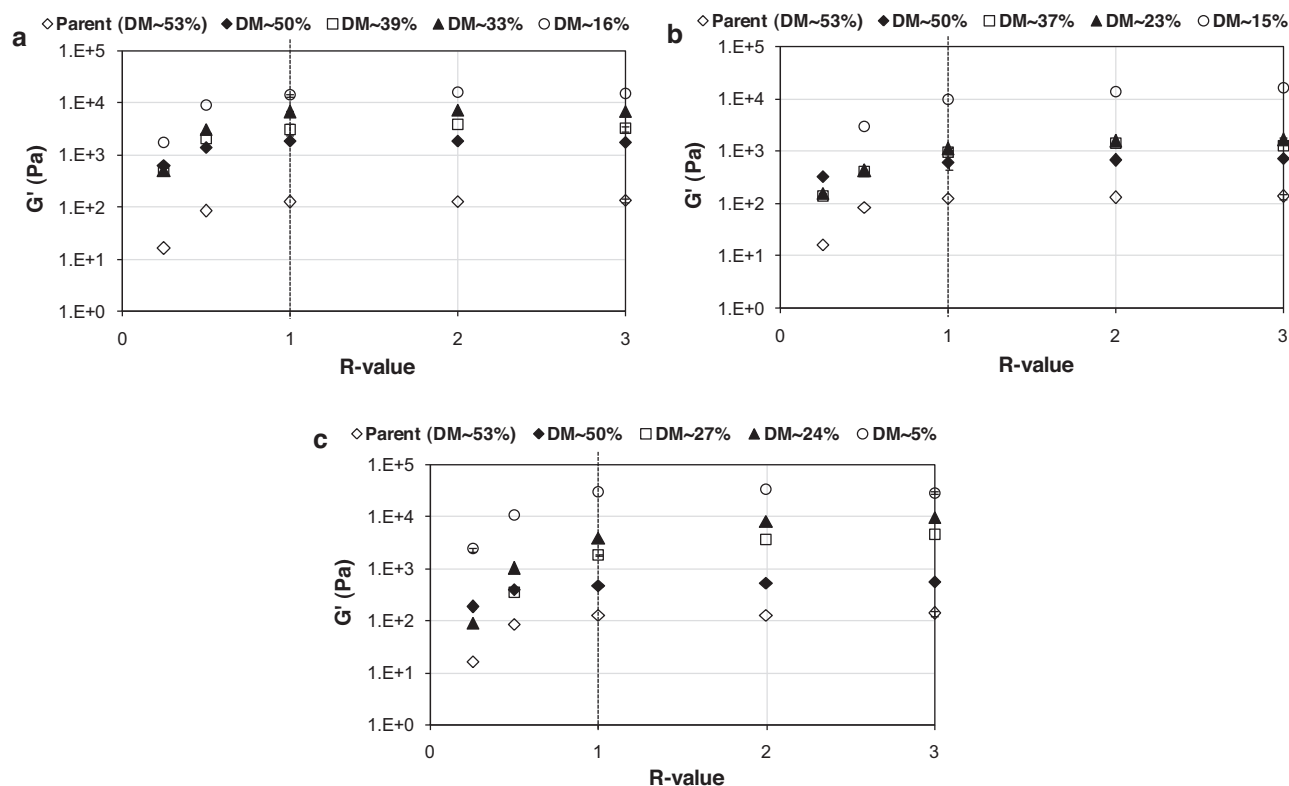 a
◇ Parent (DM~53%) ◆ DM~50% □ DM~39% ▲ DM~33% ○ DM~16%
1.E+5
1.E+4
1.E+3
1.E+2
1.E+1
1.E+0
G' (Pa)
0 1 2 3
R-value
b
◇ Parent (DM~53%) ◆ DM~50% □ DM~37% ▲ DM~23% ○ DM~15%
1.E+5
1.E+4
1.E+3
1.E+2
1.E+1
1.E+0
G' (Pa)
0 1 2 3
R-value
c
◇ Parent (DM~53%) ◆ DM~50% □ DM~27% ▲ DM~24% ○ DM~5%
1.E+5
1.E+4
1.E+3
1.E+2
1.E+1
1.E+0
G' (Pa)
0 1 2 3
R-value